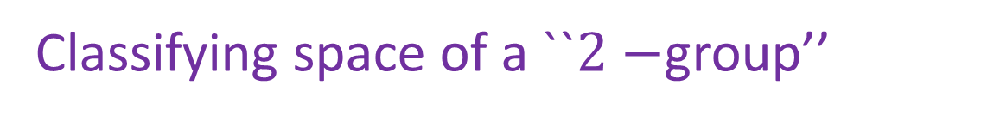 Classifying space of a ``2 −group’’